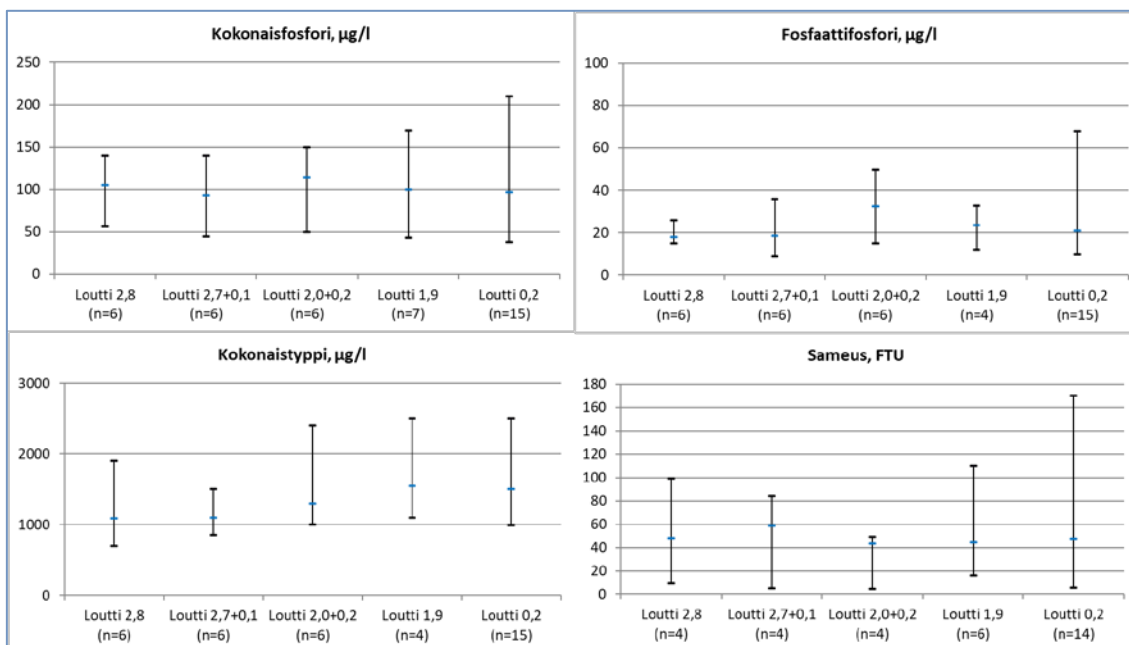 Kokonaisfosfori, µg/l
250
200
150
100
50
0
Loutti 2,8 Loutti 2,7+0,1 Loutti 2,0+0,2 Loutti 1,9 Loutti 0,2
(n=6) (n=6) (n=6) (n=7) (n=15)
Fosfaattifosfori, µg/l
100
80
60
40
20
0
Loutti 2,8 Loutti 2,7+0,1 Loutti 2,0+0,2 Loutti 1,9 Loutti 0,2
(n=6) (n=6) (n=6) (n=4) (n=15)
Kokonaistyppi, µg/l
3000
2000
1000
0
Loutti 2,8 Loutti 2,7+0,1 Loutti 2,0+0,2 Loutti 1,9 Loutti 0,2
(n=6) (n=6) (n=6) (n=4) (n=15)
Sameus, FTU
180
160
140
120
100
80
60
40
20
0
Loutti 2,8 Loutti 2,7+0,1 Loutti 2,0+0,2 Loutti 1,9 Loutti 0,2
(n=4) (n=4) (n=4) (n=6) (n=14)